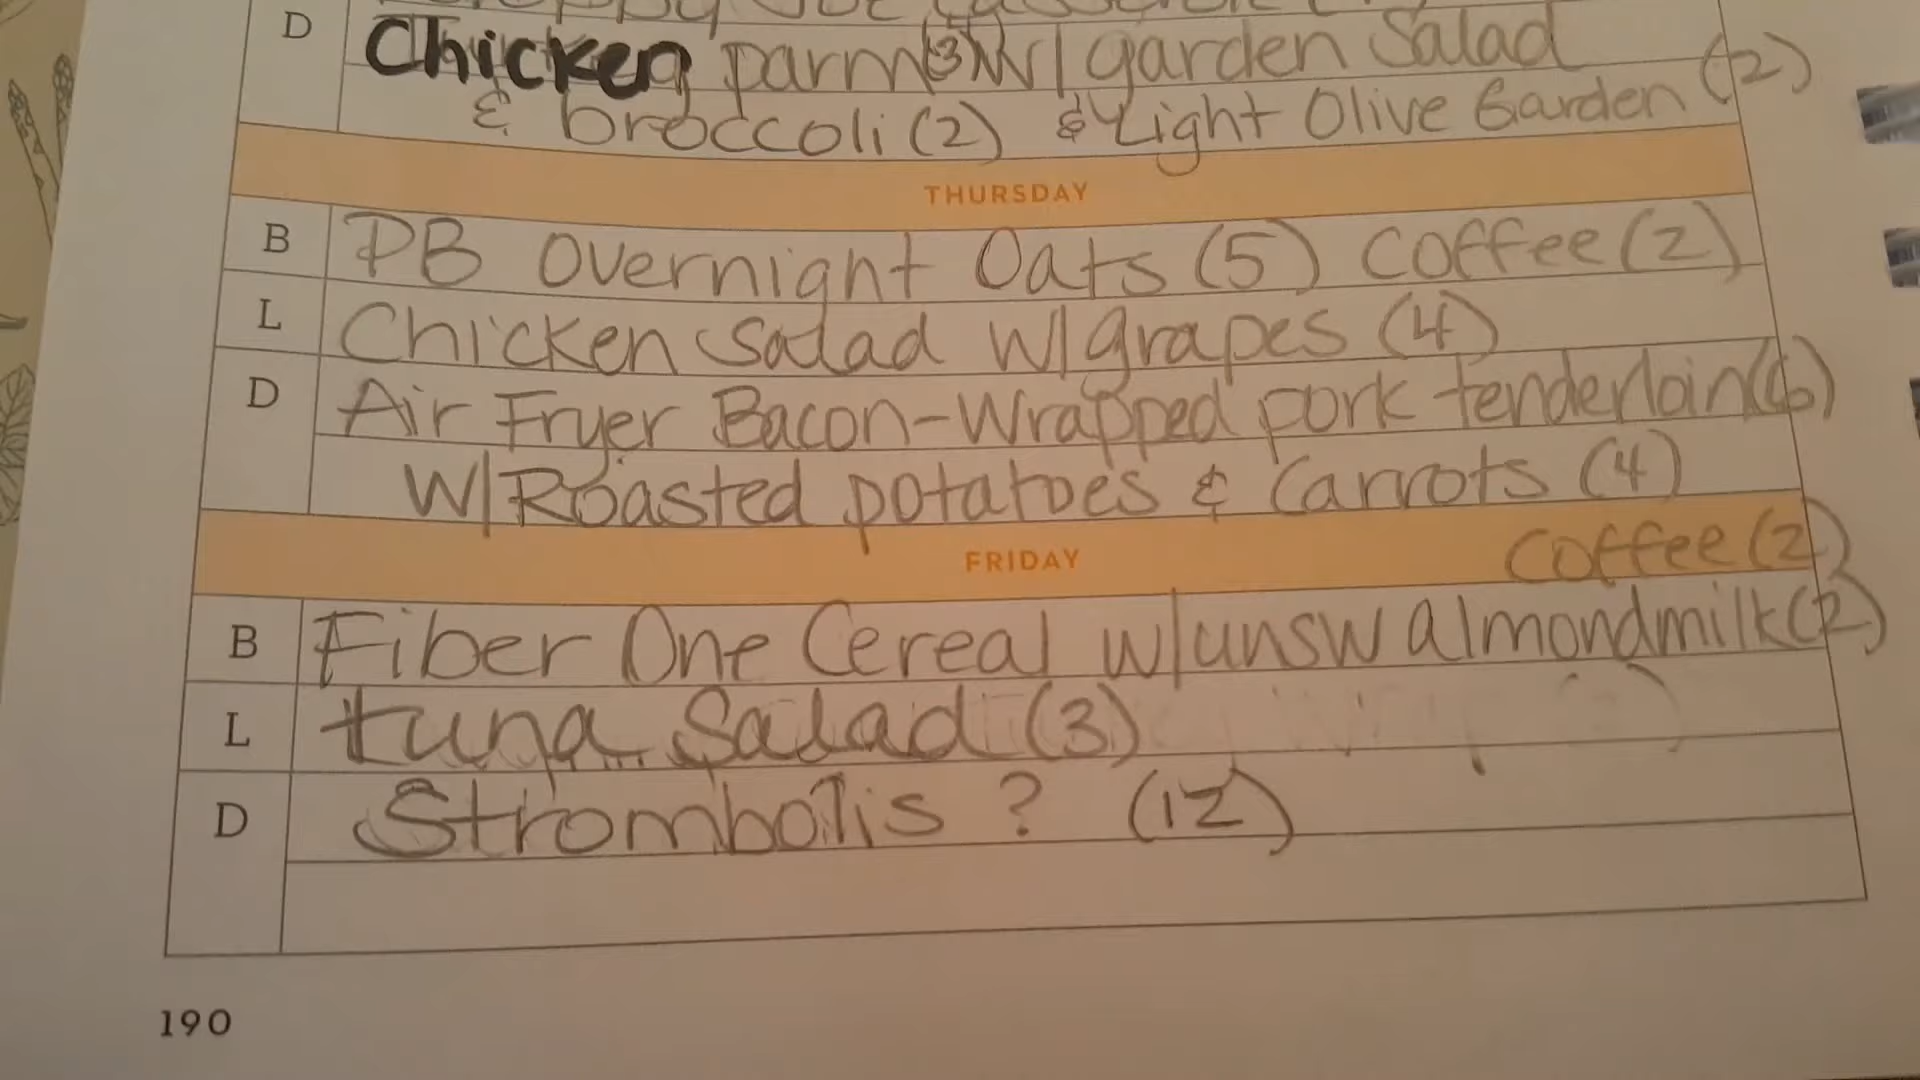 D Chicken parm (3) W/ garden Salad
& broccoli (2) & Light Olive Garden (2)
THURSDAY
B PB Overnight Oats (5) Coffee (2)
L Chicken Salad W/grapes (4)
D Air Fryer Bacon-Wrapped pork tenderloin (6)
W/Roasted potatoes & Carrots (4)
FRIDAY Coffee (2)
B Fiber One Cereal w/unsw almondmilk (2)
L tuna Salad (3)
D Strombolis ? (12)
190